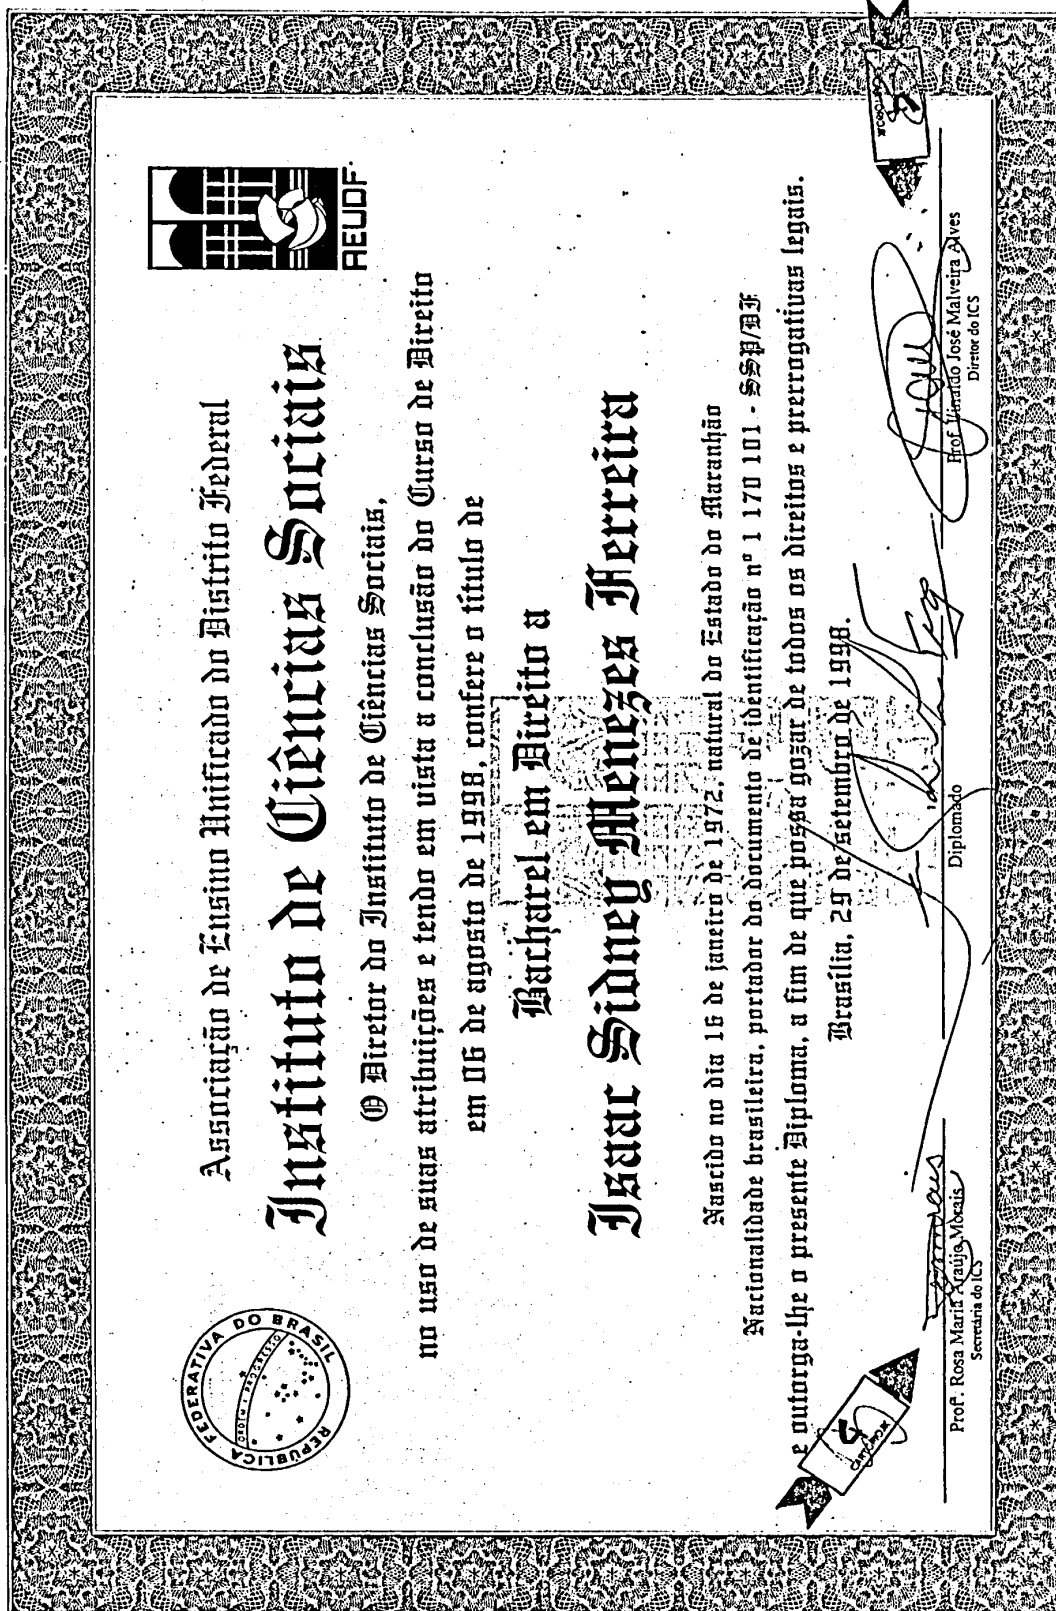 AEUDF
REPÚBLICA FEDERATIVA DO BRASIL
ORDEM E PROGRESSO
Associação de Ensino Unificado do Distrito Federal
Instituto de Ciências Sociais
O Diretor do Instituto de Ciências Sociais,
no uso de suas atribuições e tendo em vista a conclusão do Curso de Direito
em 06 de agosto de 1998, confere o título de
Bacharel em Direito a
Isaac Sidney Menezes Ferreira
Nascido no dia 16 de janeiro de 1972, natural do Estado do Maranhão
Nacionalidade brasileira, portador do documento de identificação nº 1 170 101 - SSP/DF
e outorga-lhe o presente Diploma, a fim de que possa gozar de todos os direitos e prerrogativas legais.
Brasília, 29 de setembro de 1998.
Profª. Rosa Maria Araújo Morais
Secretária do ICS
Diplomado
Prof. José Malveira Alves
Diretor do ICS